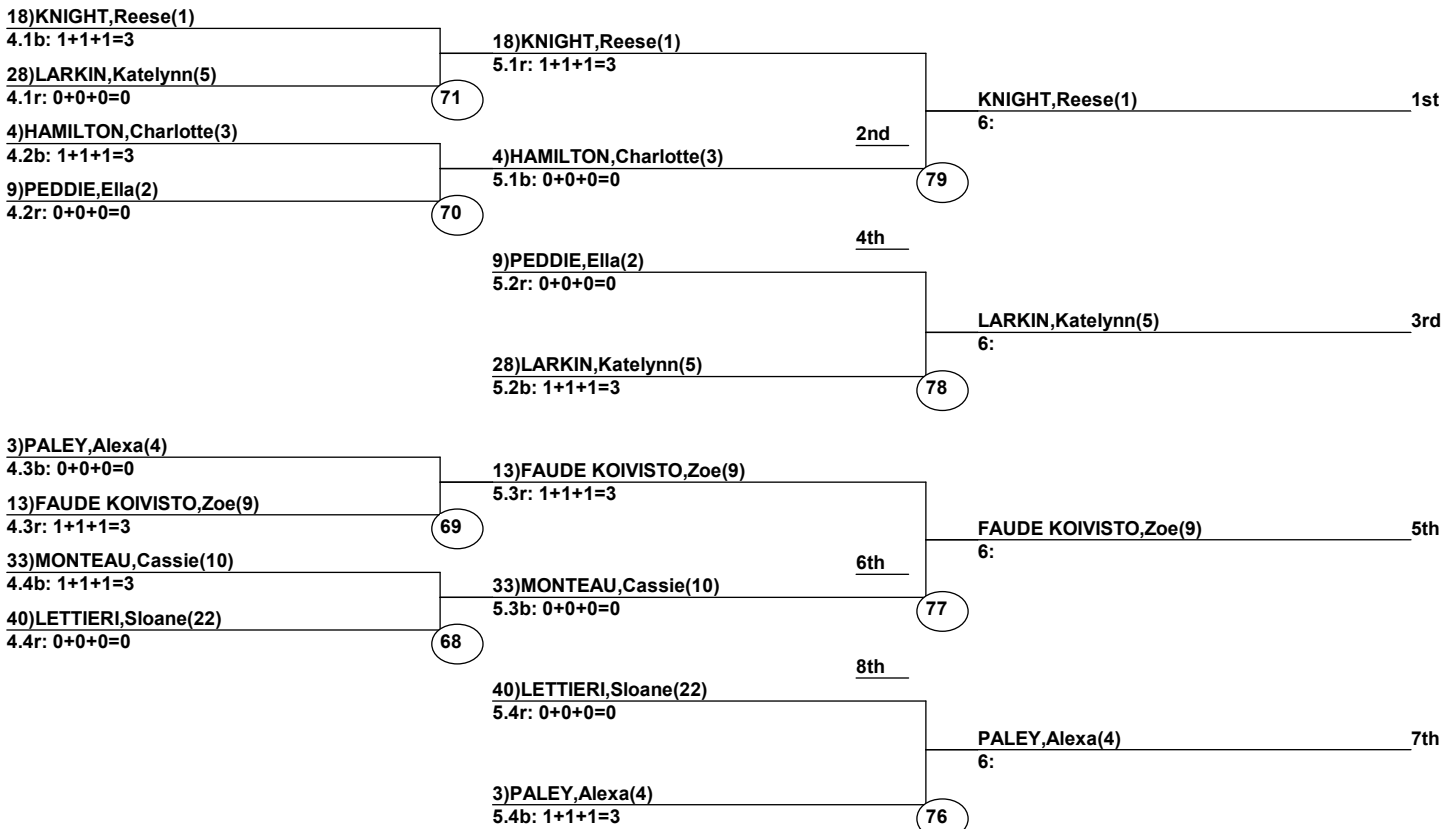 18)KNIGHT,Reese(1)
4.1b: 1+1+1=3
28)LARKIN,Katelynn(5)
4.1r: 0+0+0=0
71
4)HAMILTON,Charlotte(3)
4.2b: 1+1+1=3
9)PEDDIE,Ella(2)
4.2r: 0+0+0=0
70
18)KNIGHT,Reese(1)
5.1r: 1+1+1=3
2nd
4)HAMILTON,Charlotte(3)
5.1b: 0+0+0=0
79
KNIGHT,Reese(1) 1st
6:
4th
9)PEDDIE,Ella(2)
5.2r: 0+0+0=0
28)LARKIN,Katelynn(5)
5.2b: 1+1+1=3
78
LARKIN,Katelynn(5) 3rd
6:
3)PALEY,Alexa(4)
4.3b: 0+0+0=0
13)FAUDE KOIVISTO,Zoe(9)
4.3r: 1+1+1=3
69
33)MONTEAU,Cassie(10)
4.4b: 1+1+1=3
40)LETTIERI,Sloane(22)
4.4r: 0+0+0=0
68
13)FAUDE KOIVISTO,Zoe(9)
5.3r: 1+1+1=3
6th
33)MONTEAU,Cassie(10)
5.3b: 0+0+0=0
77
FAUDE KOIVISTO,Zoe(9) 5th
6:
8th
40)LETTIERI,Sloane(22)
5.4r: 0+0+0=0
3)PALEY,Alexa(4)
5.4b: 1+1+1=3
76
PALEY,Alexa(4) 7th
6: